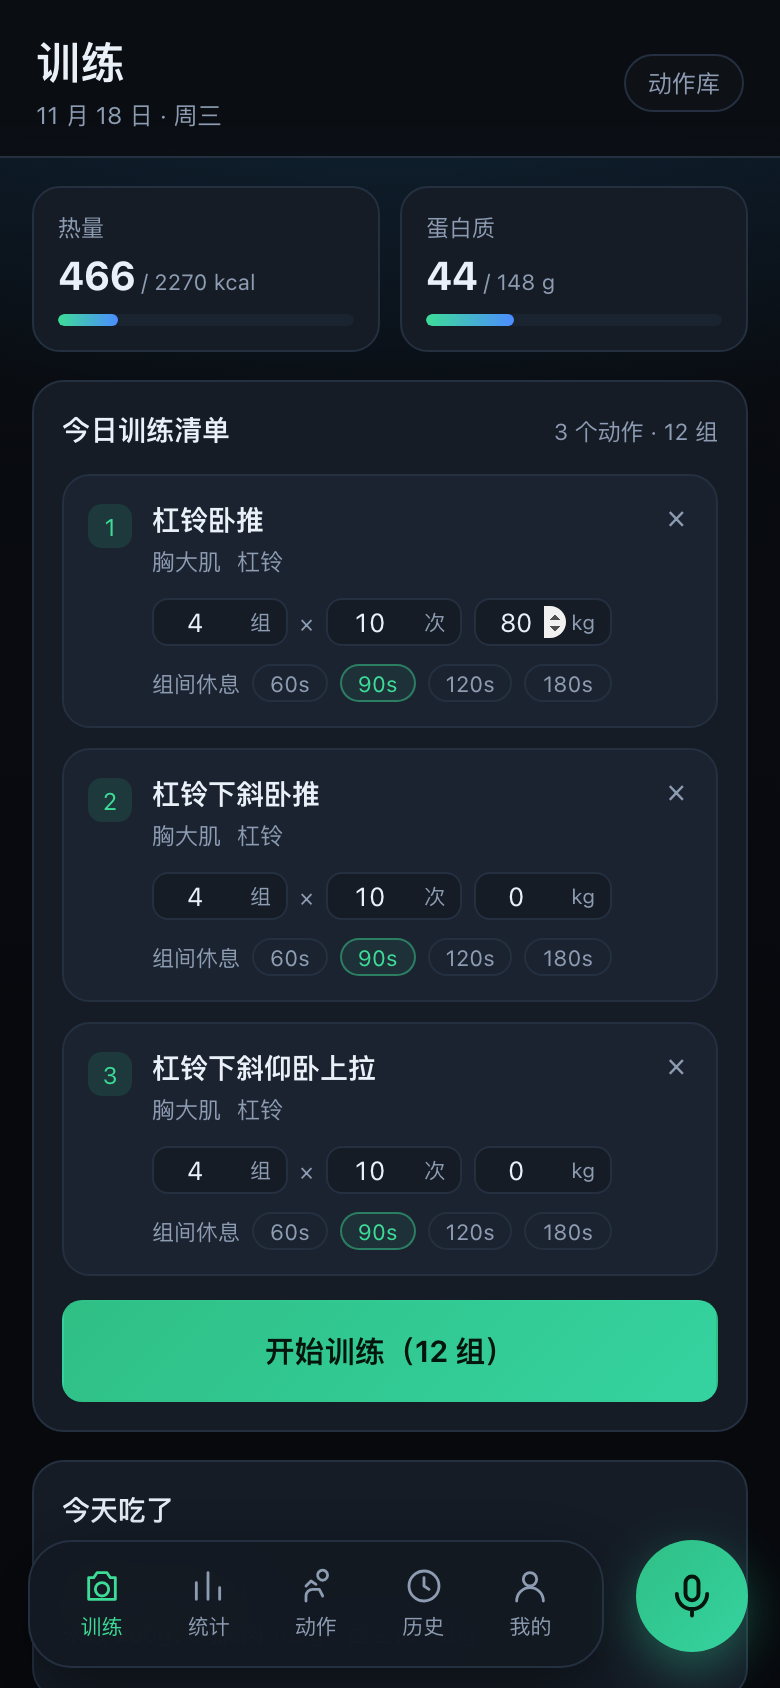 训练
11 月 18 日 · 周三
动作库
热量
466 / 2270 kcal
蛋白质
44 / 148 g
今日训练清单
3 个动作 · 12 组
1
杠铃卧推
×
胸大肌 杠铃
4 组 × 10 次 80 kg
组间休息 60s 90s 120s 180s
2
杠铃下斜卧推
×
胸大肌 杠铃
4 组 × 10 次 0 kg
组间休息 60s 90s 120s 180s
3
杠铃下斜仰卧上拉
×
胸大肌 杠铃
4 组 × 10 次 0 kg
组间休息 60s 90s 120s 180s
开始训练（12 组）
今天吃了
训练 统计 动作 历史 我的